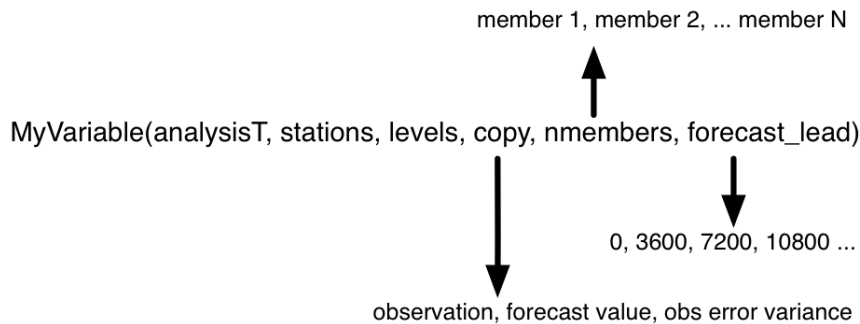 member 1, member 2, ... member N
MyVariable(analysisT, stations, levels, copy, nmembers, forecast_lead)
0, 3600, 7200, 10800 ...
observation, forecast value, obs error variance